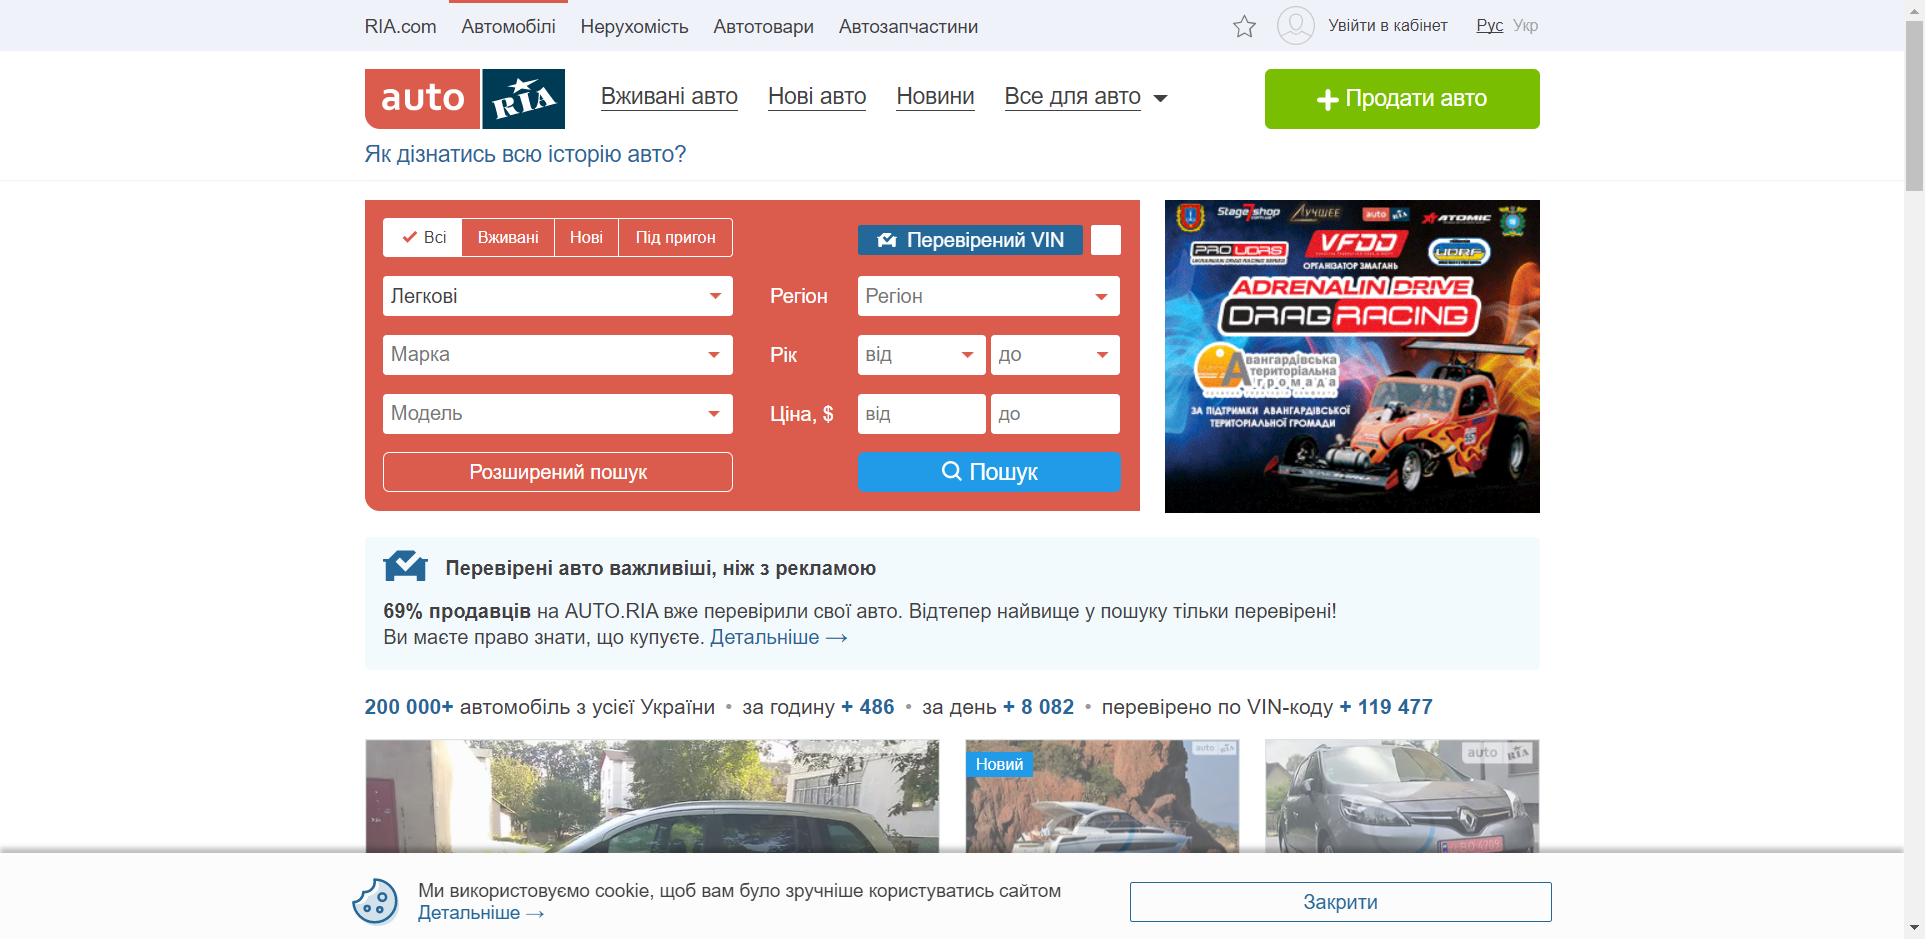 RIA.com Автомобілі Нерухомість Автотовари Автозапчастини Увійти в кабінет Рус Укр
auto RIA Вживані авто Нові авто Новини Все для авто Продати авто
Як дізнатись всю історію авто?
Всі Вживані Нові Під пригон Перевірений VIN
Легкові Регіон Регіон
Марка Рік від до
Модель Ціна, $ від до
Розширений пошук Пошук
Stage7shop Лучшее auto RIA ATOMIC
PRO UDRS VFDD UDRF
ОРГАНІЗАТОР ЗМАГАНЬ
ADRENALIN DRIVE
DRAG RACING
Авангардівська
територіальна
громада
ЗА ПІДТРИМКИ АВАНГАРДІВСЬКОЇ
ТЕРИТОРІАЛЬНОЇ ГРОМАДИ
Перевірені авто важливіші, ніж з рекламою
69% продавців на AUTO.RIA вже перевірили свої авто. Відтепер найвище у пошуку тільки перевірені!
Ви маєте право знати, що купуєте. Детальніше →
200 000+ автомобіль з усієї України • за годину + 486 • за день + 8 082 • перевірено по VIN-коду + 119 477
Новий auto RIA auto RIA
Ми використовуємо cookie, щоб вам було зручніше користуватись сайтом
Детальніше →
Закрити